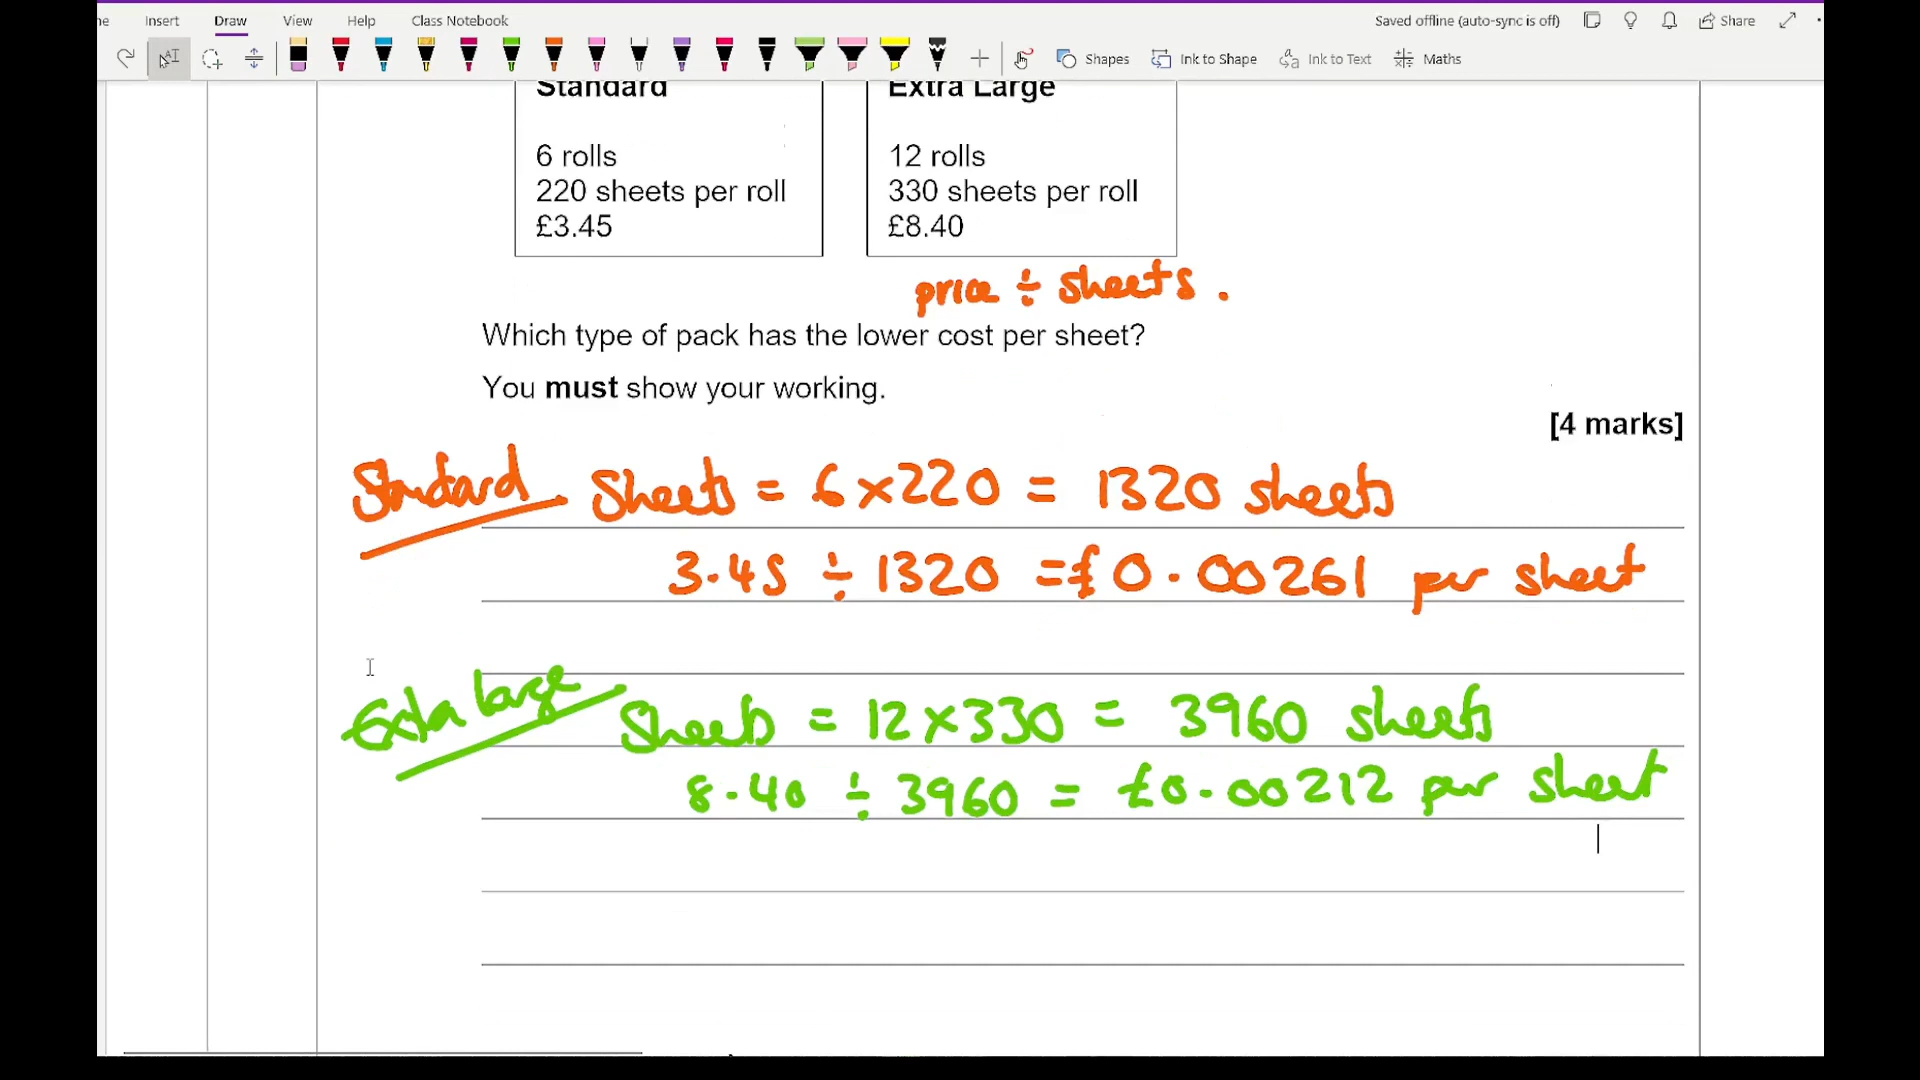 ne Insert Draw View Help Class Notebook Saved offline (auto-sync is off) Share
Shapes Ink to Shape Ink to Text Maths
Standard
6 rolls
220 sheets per roll
£3.45
Extra Large
12 rolls
330 sheets per roll
£8.40
price ÷ sheets.
Which type of pack has the lower cost per sheet?
You must show your working.
[4 marks]
Standard Sheets = 6 × 220 = 1320 sheets
3.45 ÷ 1320 = £0.00261 per sheet
Extra large Sheets = 12 × 330 = 3960 sheets
8.40 ÷ 3960 = £0.00212 per sheet